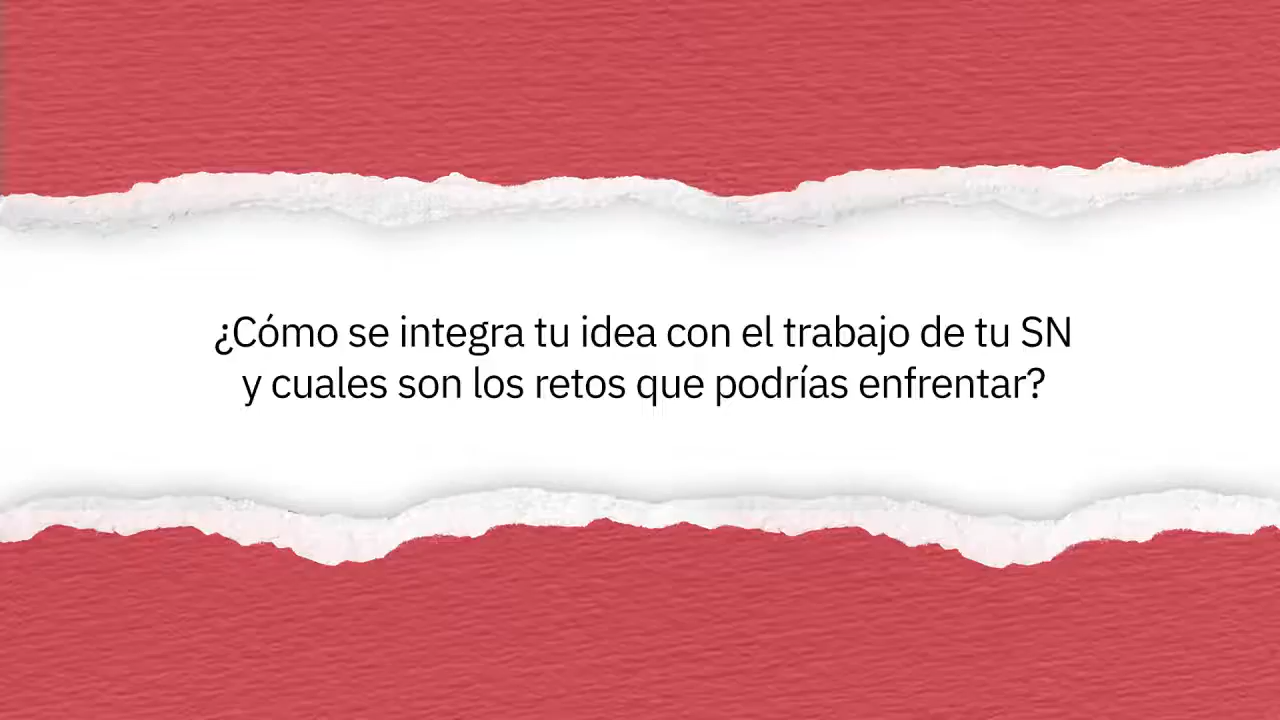 ¿Cómo se integra tu idea con el trabajo de tu SN
y cuales son los retos que podrías enfrentar?